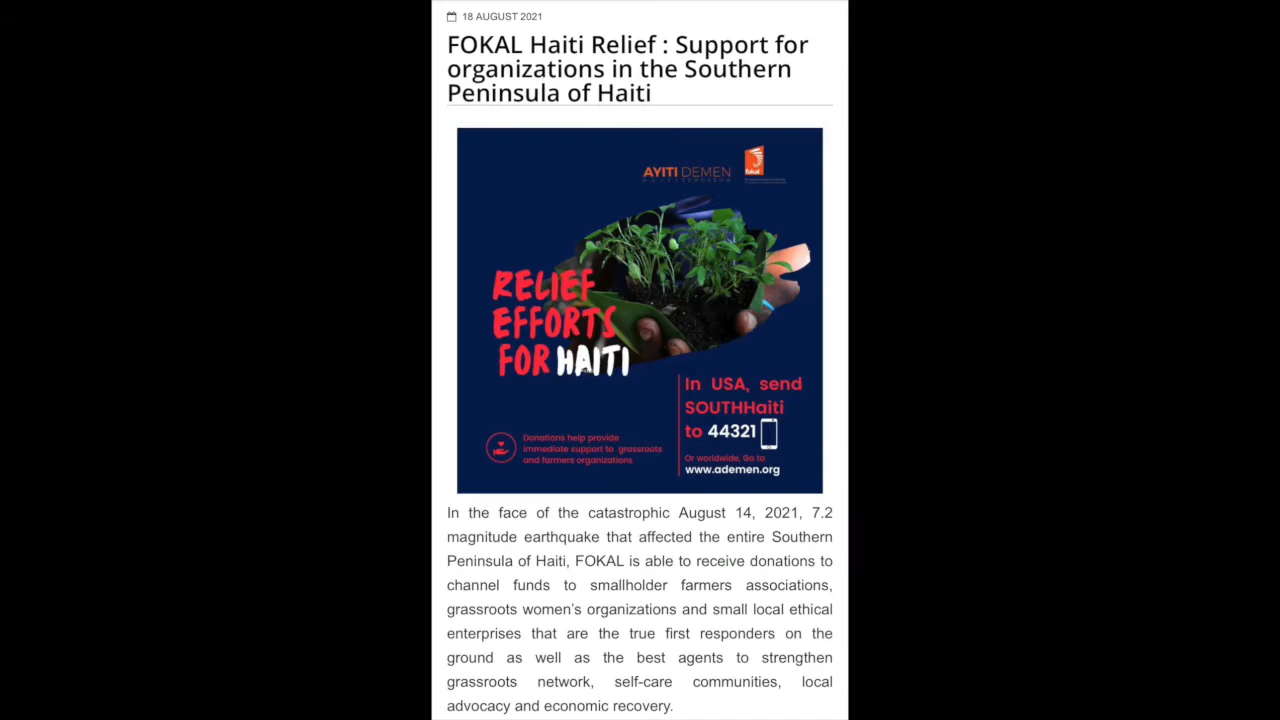 18 AUGUST 2021
FOKAL Haiti Relief : Support for
organizations in the Southern
Peninsula of Haiti
AYITI DEMEN
fokal
RELIEF
EFFORTS
FOR HAITI
In USA, send
SOUTHHaiti
to 44321
Or worldwide, Go to
www.ademen.org
Donations help provide
immediate support to grassroots
and farmers organizations
In the face of the catastrophic August 14, 2021, 7.2
magnitude earthquake that affected the entire Southern
Peninsula of Haiti, FOKAL is able to receive donations to
channel funds to smallholder farmers associations,
grassroots women’s organizations and small local ethical
enterprises that are the true first responders on the
ground as well as the best agents to strengthen
grassroots network, self-care communities, local
advocacy and economic recovery.